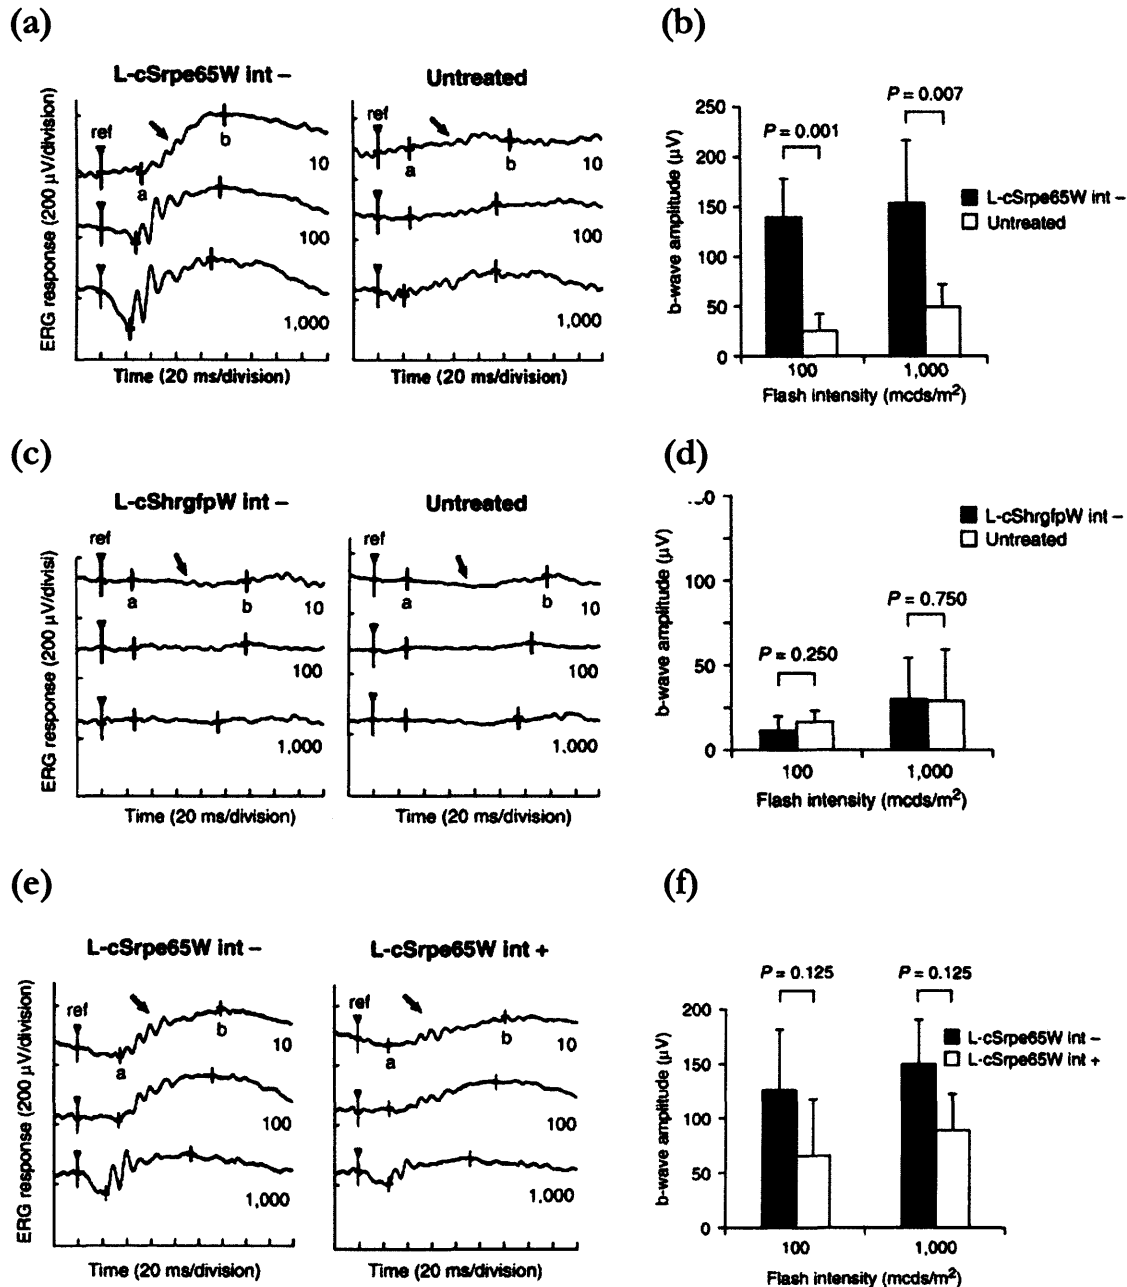 (a)
L-cSrpe65W int –
Untreated
ERG response (200 µV/division)
ref
a
b
10
100
1,000
Time (20 ms/division)
ref
a
b
10
100
1,000
Time (20 ms/division)
(b)
P = 0.007
P = 0.001
b-wave amplitude (µV)
250
200
150
100
50
0
L-cSrpe65W int –
Untreated
100
1,000
Flash intensity (mcds/m²)
(c)
L-cShrgfpW int –
Untreated
ERG response (200 µV/divisi)
ref
a
b
10
100
1,000
Time (20 ms/division)
ref
a
b
10
100
1,000
Time (20 ms/division)
(d)
L-cShrgfpW int –
Untreated
b-wave amplitude (µV)
100
50
0
P = 0.750
P = 0.250
100
1,000
Flash intensity (mcds/m²)
(e)
L-cSrpe65W int –
L-cSrpe65W int +
ERG response (200 µV/division)
ref
a
b
10
100
1,000
Time (20 ms/division)
ref
a
b
10
100
1,000
Time (20 ms/division)
(f)
P = 0.125
P = 0.125
b-wave amplitude (µV)
200
150
100
50
0
L-cSrpe65W int –
L-cSrpe65W int +
100
1,000
Flash intensity (mcds/m²)